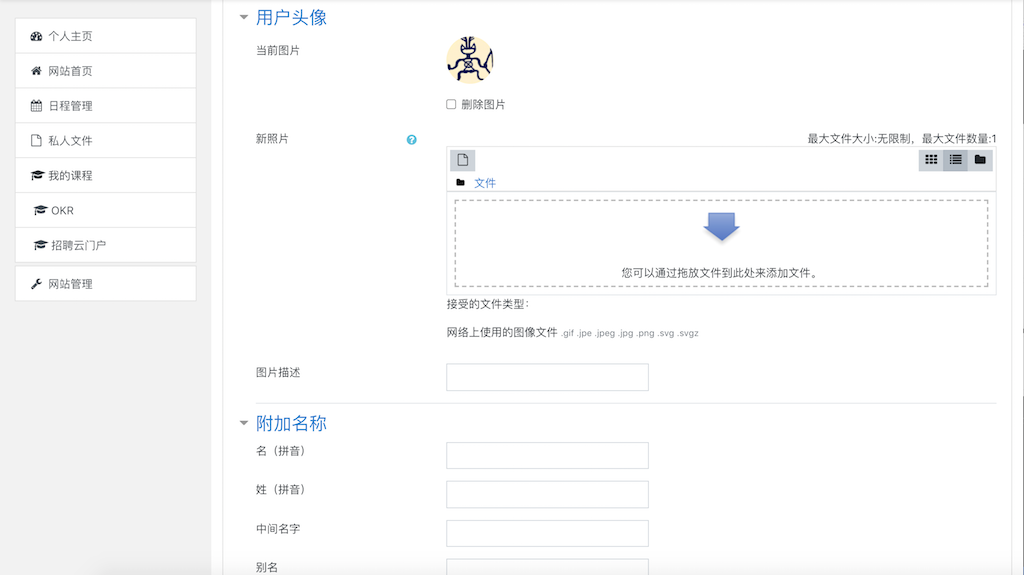 个人主页
网站首页
日程管理
私人文件
我的课程
OKR
招聘云门户
网站管理
用户头像
当前图片
删除图片
新照片
最大文件大小:无限制，最大文件数量:1
文件
您可以通过拖放文件到此处来添加文件。
接受的文件类型：
网络上使用的图像文件 .gif .jpe .jpeg .jpg .png .svg .svgz
图片描述
附加名称
名（拼音）
姓（拼音）
中间名字
别名